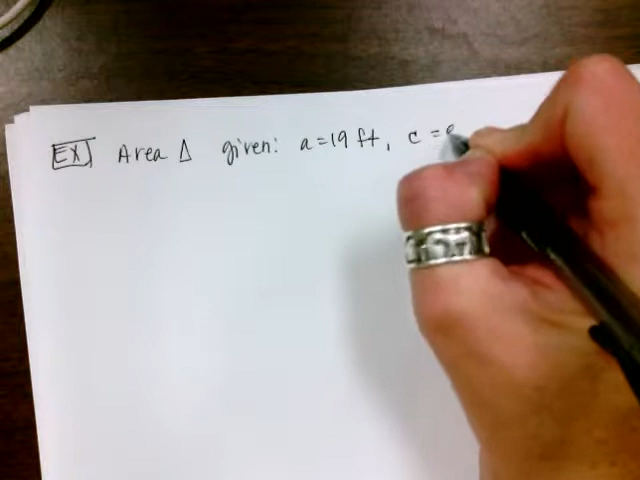 EX Area Δ given: a=19 ft, c =